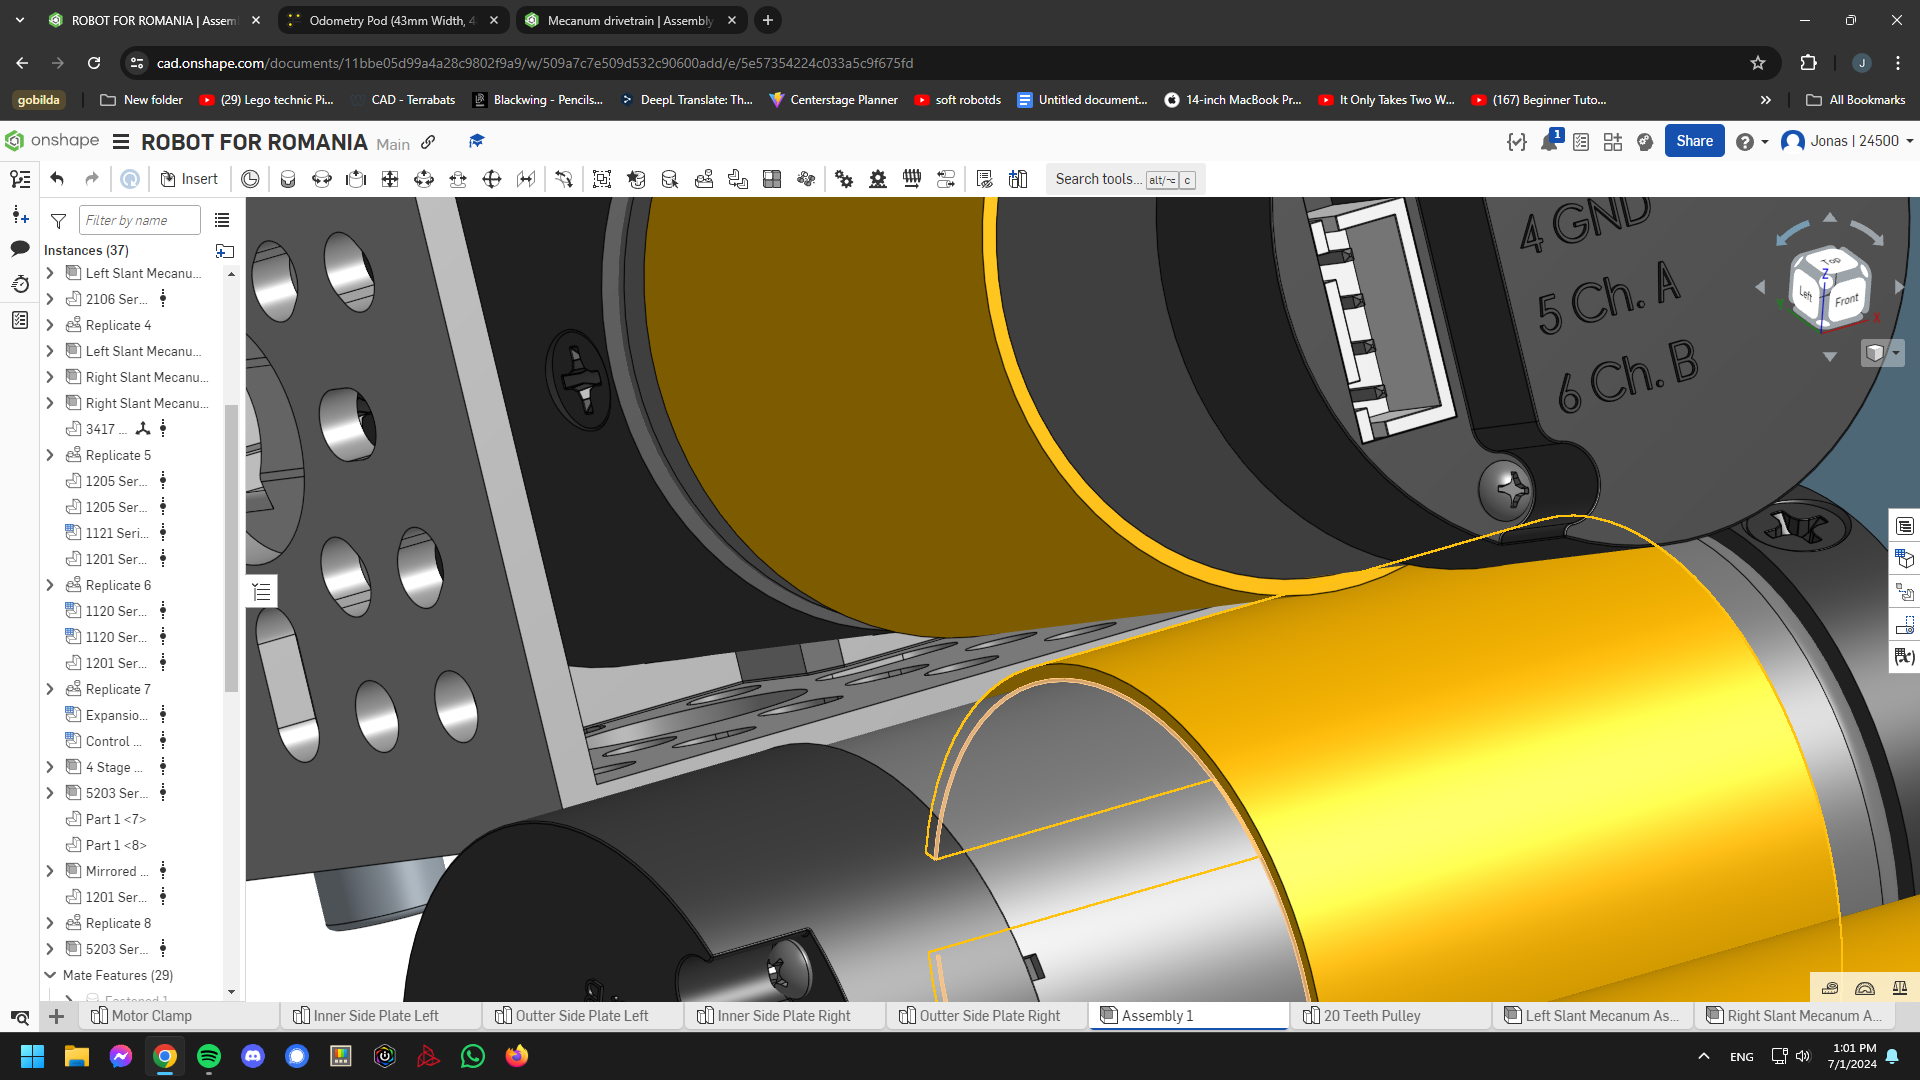 ROBOT FOR ROMANIA | Assem
Odometry Pod (43mm Width, 4
Mecanum drivetrain | Assembly
cad.onshape.com/documents/11bbe05d99a4a28c9802f9a9/w/509a7c7e509d532c90600add/e/5e57354224c033a5c9f675fd
J
gobilda
New folder
(29) Lego technic Pi...
CAD - Terrabats
Blackwing - Pencils...
DeepL Translate: Th...
Centerstage Planner
soft robotds
Untitled document...
14-inch MacBook Pr...
It Only Takes Two W...
(167) Beginner Tuto...
All Bookmarks
onshape
ROBOT FOR ROMANIA Main
1
Share
Jonas | 24500
Insert
Search tools... alt/⌥ c
Filter by name
Instances (37)
Left Slant Mecanu...
2106 Ser...
Replicate 4
Left Slant Mecanu...
Right Slant Mecanu...
Right Slant Mecanu...
3417 ...
Replicate 5
1205 Ser...
1205 Ser...
1121 Seri...
1201 Ser...
Replicate 6
1120 Ser...
1120 Ser...
1201 Ser...
Replicate 7
Expansio...
Control ...
4 Stage ...
5203 Ser...
Part 1 <7>
Part 1 <8>
Mirrored ...
1201 Ser...
Replicate 8
5203 Ser...
Mate Features (29)
Fastened 1
4 GND
5 Ch. A
6 Ch. B
Top
Left
Front
Z
X
Y
Motor Clamp
Inner Side Plate Left
Outter Side Plate Left
Inner Side Plate Right
Outter Side Plate Right
Assembly 1
20 Teeth Pulley
Left Slant Mecanum As...
Right Slant Mecanum A...
ENG
1:01 PM
7/1/2024